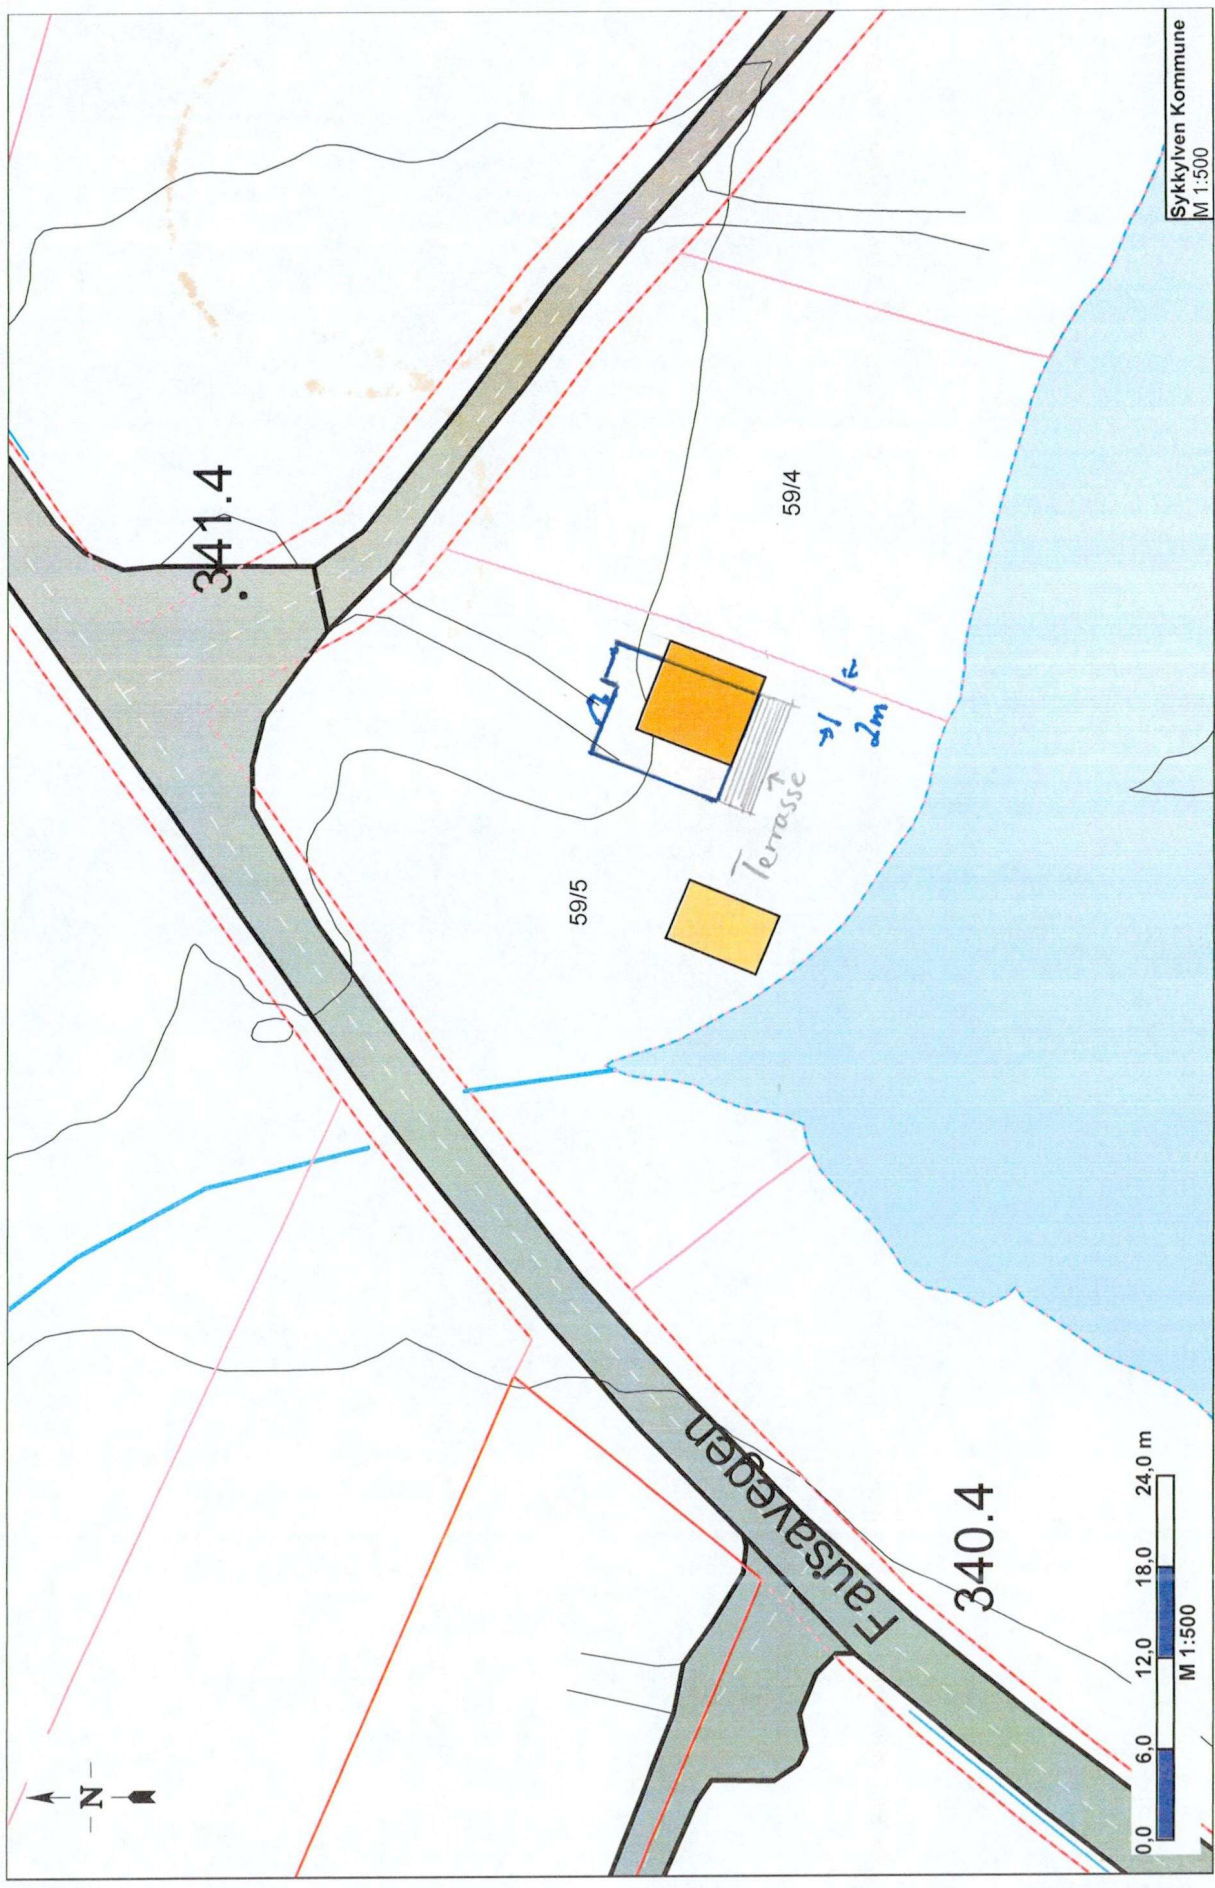 Sykkylven Kommune
M 1:500
341.4
59/4
2m
Terrasse
59/5
Fausavegen
340.4
N
0,0 6,0 12,0 18,0 24,0 m
M 1:500